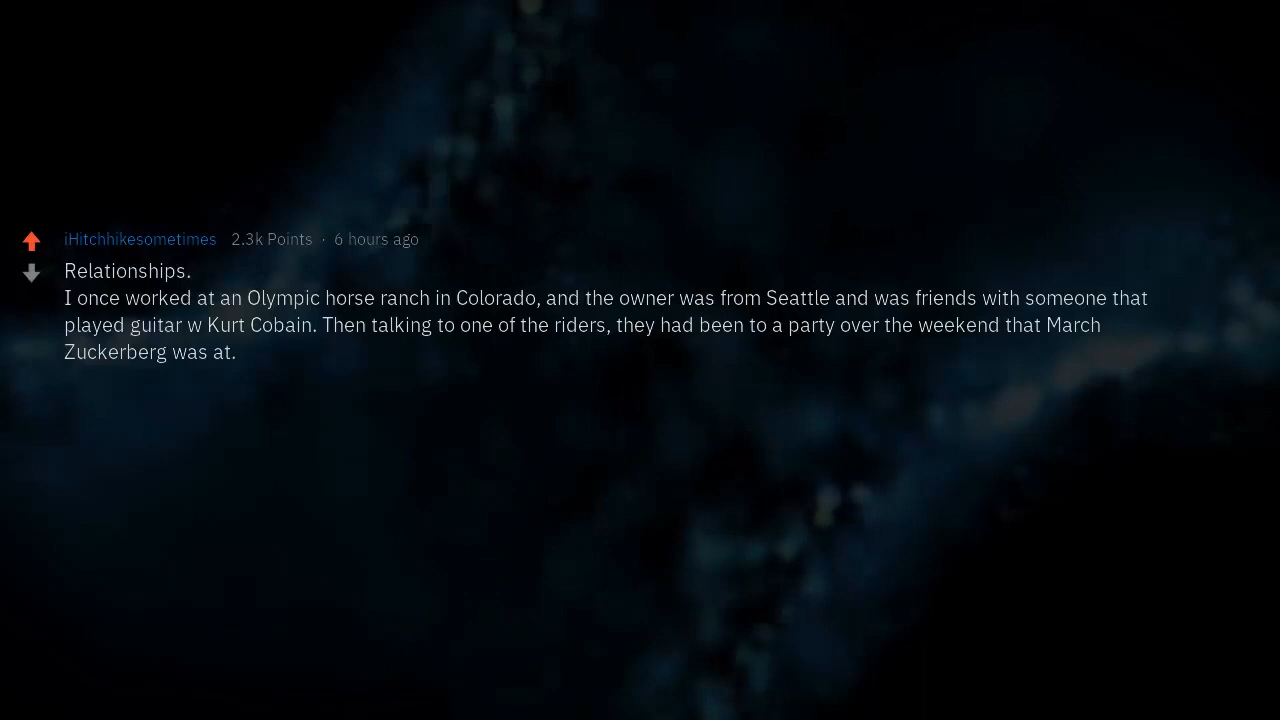 iHitchhikesometimes 2.3k Points · 6 hours ago
Relationships.
I once worked at an Olympic horse ranch in Colorado, and the owner was from Seattle and was friends with someone that
played guitar w Kurt Cobain. Then talking to one of the riders, they had been to a party over the weekend that March
Zuckerberg was at.